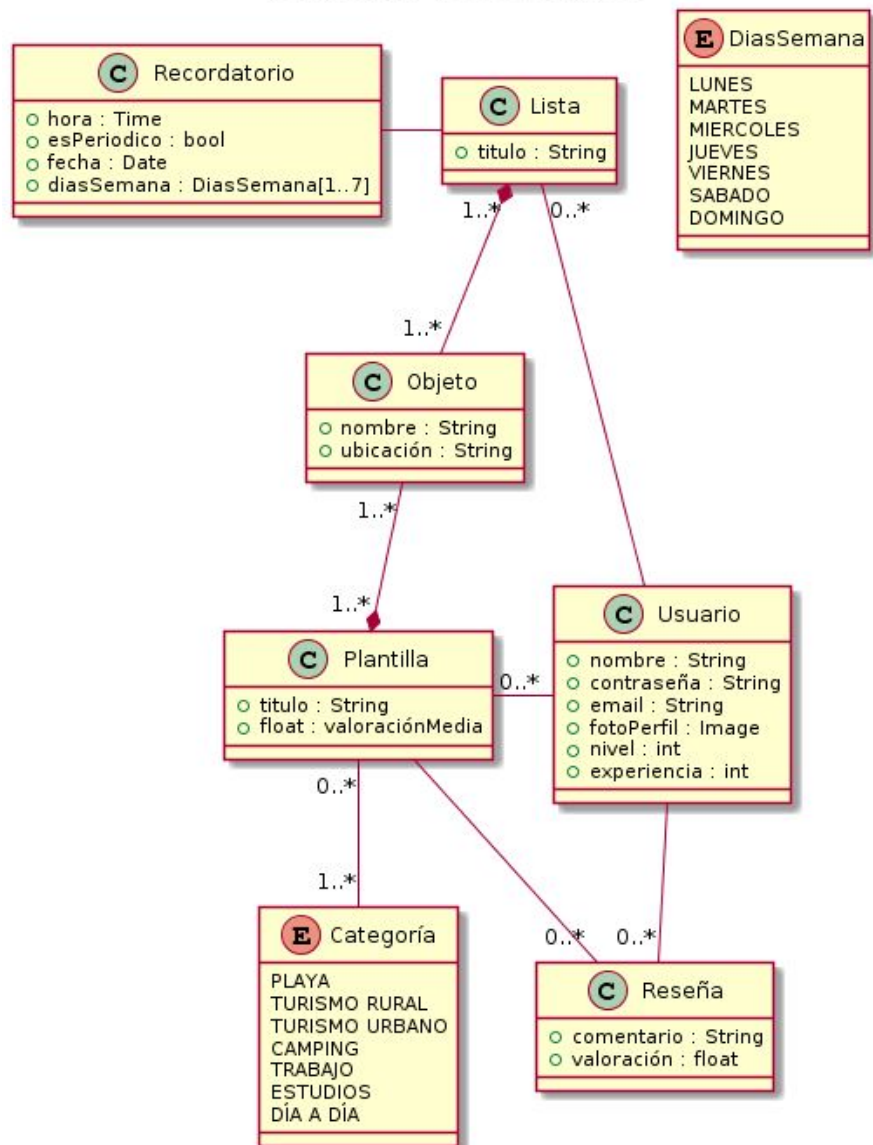 C Recordatorio
hora : Time
esPeriodico : bool
fecha : Date
diasSemana : DiasSemana[1..7]
C Lista
titulo : String
E DiasSemana
LUNES
MARTES
MIERCOLES
JUEVES
VIERNES
SABADO
DOMINGO
1..*
0..*
1..*
C Objeto
nombre : String
ubicación : String
1..*
1..*
C Plantilla
titulo : String
float : valoraciónMedia
0..*
C Usuario
nombre : String
contraseña : String
email : String
fotoPerfil : Image
nivel : int
experiencia : int
0..*
1..*
0..*
0..*
E Categoría
PLAYA
TURISMO RURAL
TURISMO URBANO
CAMPING
TRABAJO
ESTUDIOS
DÍA A DÍA
C Reseña
comentario : String
valoración : float